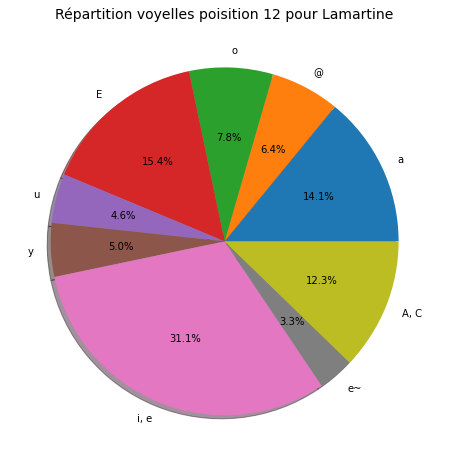 Répartition voyelles poisition 12 pour Lamartine
o
@
E
7.8%
6.4%
15.4%
a
14.1%
u
4.6%
y
5.0%
12.3%
A, C
3.3%
31.1%
e~
i, e